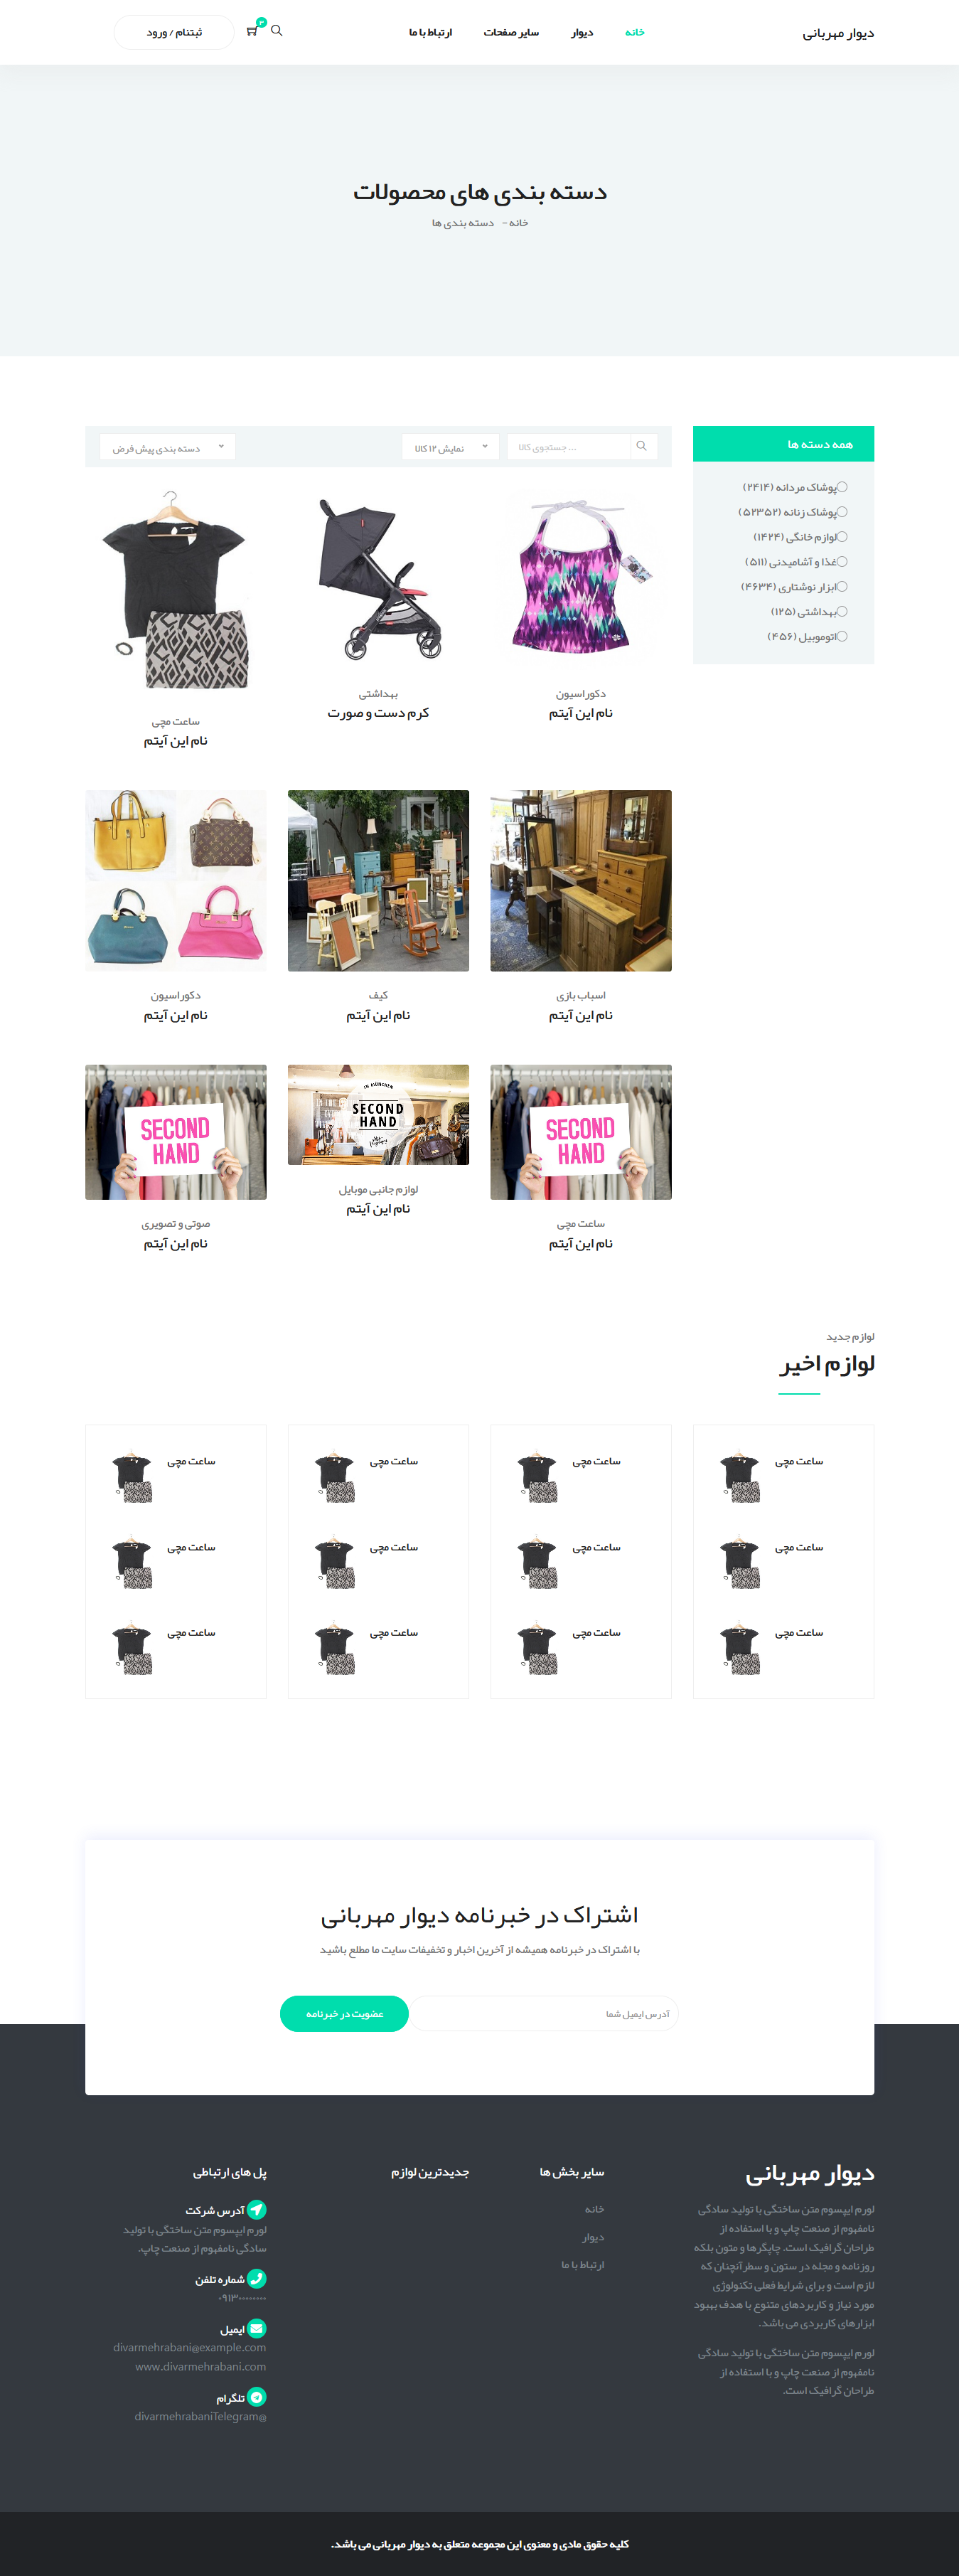 دیوار مهربانی
خانه
دیوار
سایر صفحات
ارتباط با ما
۳
ثبتنام / ورود
دسته بندی های محصولات
خانه - دسته بندی ها
همه دسته ها
پوشاک مردانه (۲۴۱۴)
پوشاک زنانه (۵۲۳۵۲)
لوازم خانگی (۱۴۲۴)
غذا و آشامیدنی (۵۱۱)
ابزار نوشتاری (۴۶۳۴)
بهداشتی (۱۲۵)
اتوموبیل (۴۵۶)
جستجوی کالا ...
نمایش ۱۲ کالا
دسته بندی پیش فرض
دکوراسیون
نام این آیتم
بهداشتی
کرم دست و صورت
ساعت مچی
نام این آیتم
اسباب بازی
نام این آیتم
کیف
نام این آیتم
دکوراسیون
نام این آیتم
SECOND
HAND
ساعت مچی
نام این آیتم
IN MÜNCHEN
SECOND
HAND
لوازم جانبی موبایل
نام این آیتم
SECOND
HAND
صوتی و تصویری
نام این آیتم
لوازم جدید
لوازم اخیر
ساعت مچی
ساعت مچی
ساعت مچی
ساعت مچی
ساعت مچی
ساعت مچی
ساعت مچی
ساعت مچی
ساعت مچی
ساعت مچی
ساعت مچی
ساعت مچی
اشتراک در خبرنامه دیوار مهربانی
با اشتراک در خبرنامه همیشه از آخرین اخبار و تخفیفات سایت ما مطلع باشید
آدرس ایمیل شما
عضویت در خبرنامه
دیوار مهربانی
لورم ایپسوم متن ساختگی با تولید سادگی
نامفهوم از صنعت چاپ و با استفاده از
طراحان گرافیک است. چاپگرها و متون بلکه
روزنامه و مجله در ستون و سطرآنچنان که
لازم است و برای شرایط فعلی تکنولوژی
مورد نیاز و کاربردهای متنوع با هدف بهبود
ابزارهای کاربردی می باشد.
لورم ایپسوم متن ساختگی با تولید سادگی
نامفهوم از صنعت چاپ و با استفاده از
طراحان گرافیک است.
سایر بخش ها
خانه
دیوار
ارتباط با ما
جدیدترین لوازم
پل های ارتباطی
آدرس شرکت
لورم ایپسوم متن ساختگی با تولید
سادگی نامفهوم از صنعت چاپ.
شماره تلفن
ایمیل
divarmehrabani@example.com
www.divarmehrabani.com
تلگرام
divarmehrabaniTelegram@
کلیه حقوق مادی و معنوی این مجموعه متعلق به دیوار مهربانی می باشد.